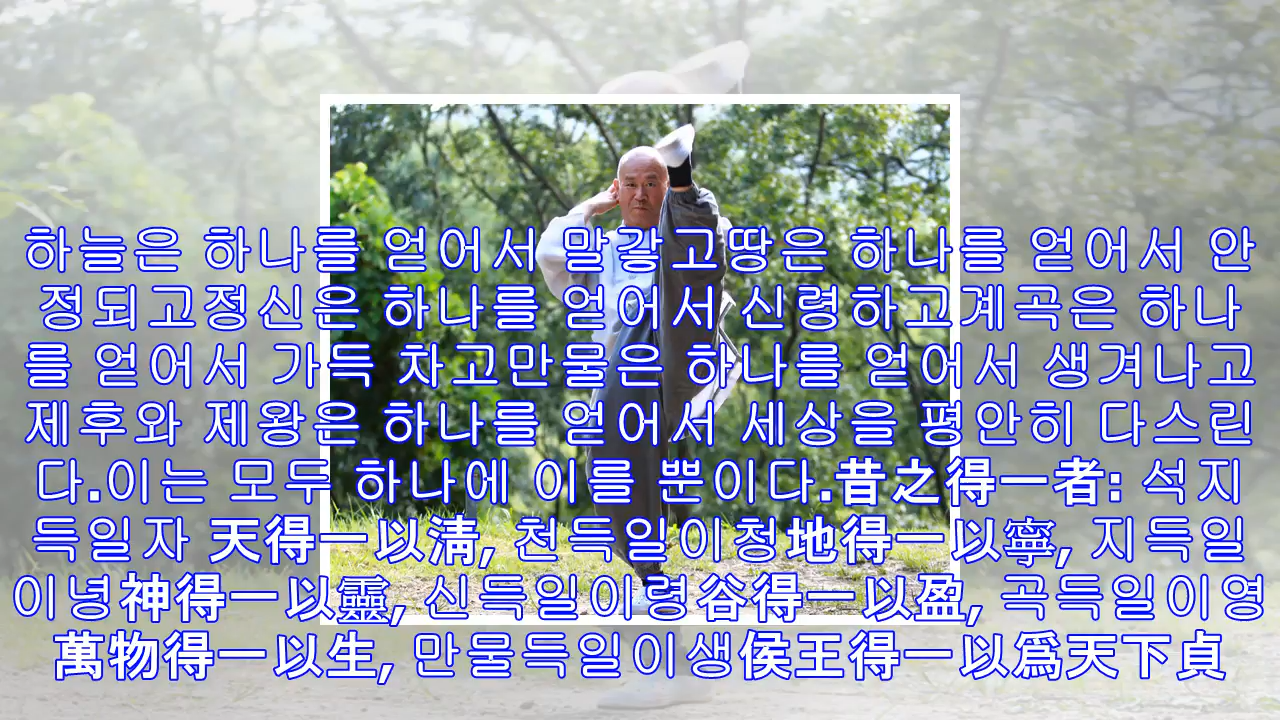 하늘은 하나를 얻어서 맑갛고땅은 하나를 얻어서 안
정되고정신은 하나를 얻어서 신령하고계곡은 하나
를 얻어서 가득 차고만물은 하나를 얻어서 생겨나고
제후와 제왕은 하나를 얻어서 세상을 평안히 다스린
다.이는 모두 하나에 이를 뿐이다.昔之得一者: 석지
득일자 天得一以淸, 천득일이청地得一以寧, 지득일
이녕神得一以靈, 신득일이령谷得一以盈, 곡득일이영
萬物得一以生, 만물득일이생侯王得一以爲天下貞